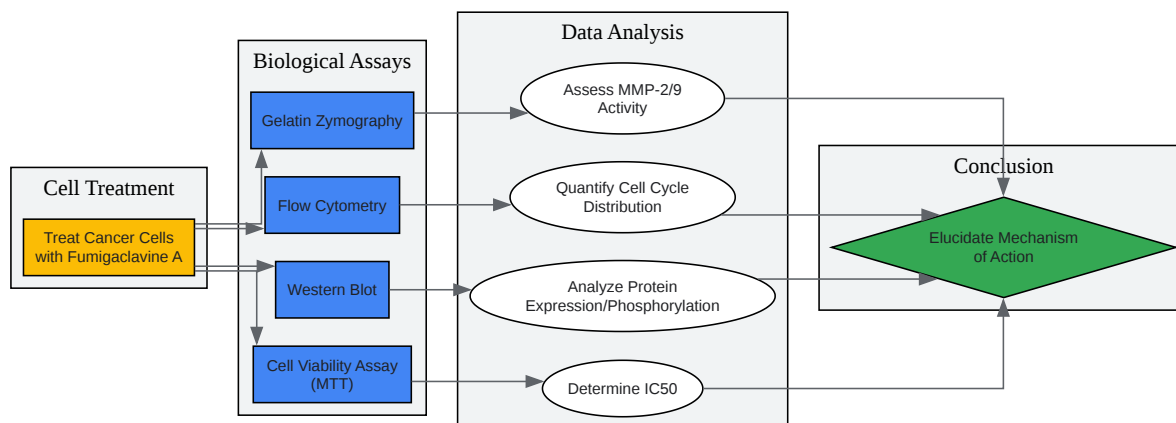 Cell Treatment
Treat Cancer Cells
with Fumigaclavine A
Biological Assays
Gelatin Zymography
Flow Cytometry
Western Blot
Cell Viability Assay
(MTT)
Data Analysis
Assess MMP-2/9
Activity
Quantify Cell Cycle
Distribution
Analyze Protein
Expression/Phosphorylation
Determine IC50
Conclusion
Elucidate Mechanism
of Action